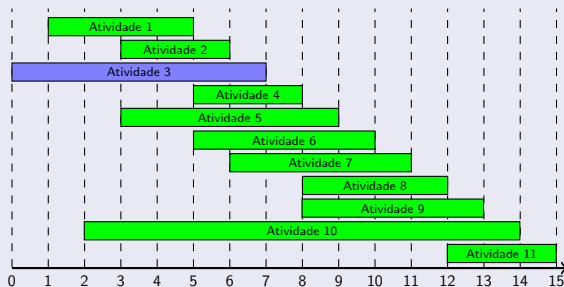 Atividade 1
Atividade 2
Atividade 3
Atividade 4
Atividade 5
Atividade 6
Atividade 7
Atividade 8
Atividade 9
Atividade 10
Atividade 11
0 1 2 3 4 5 6 7 8 9 10 11 12 13 14 15